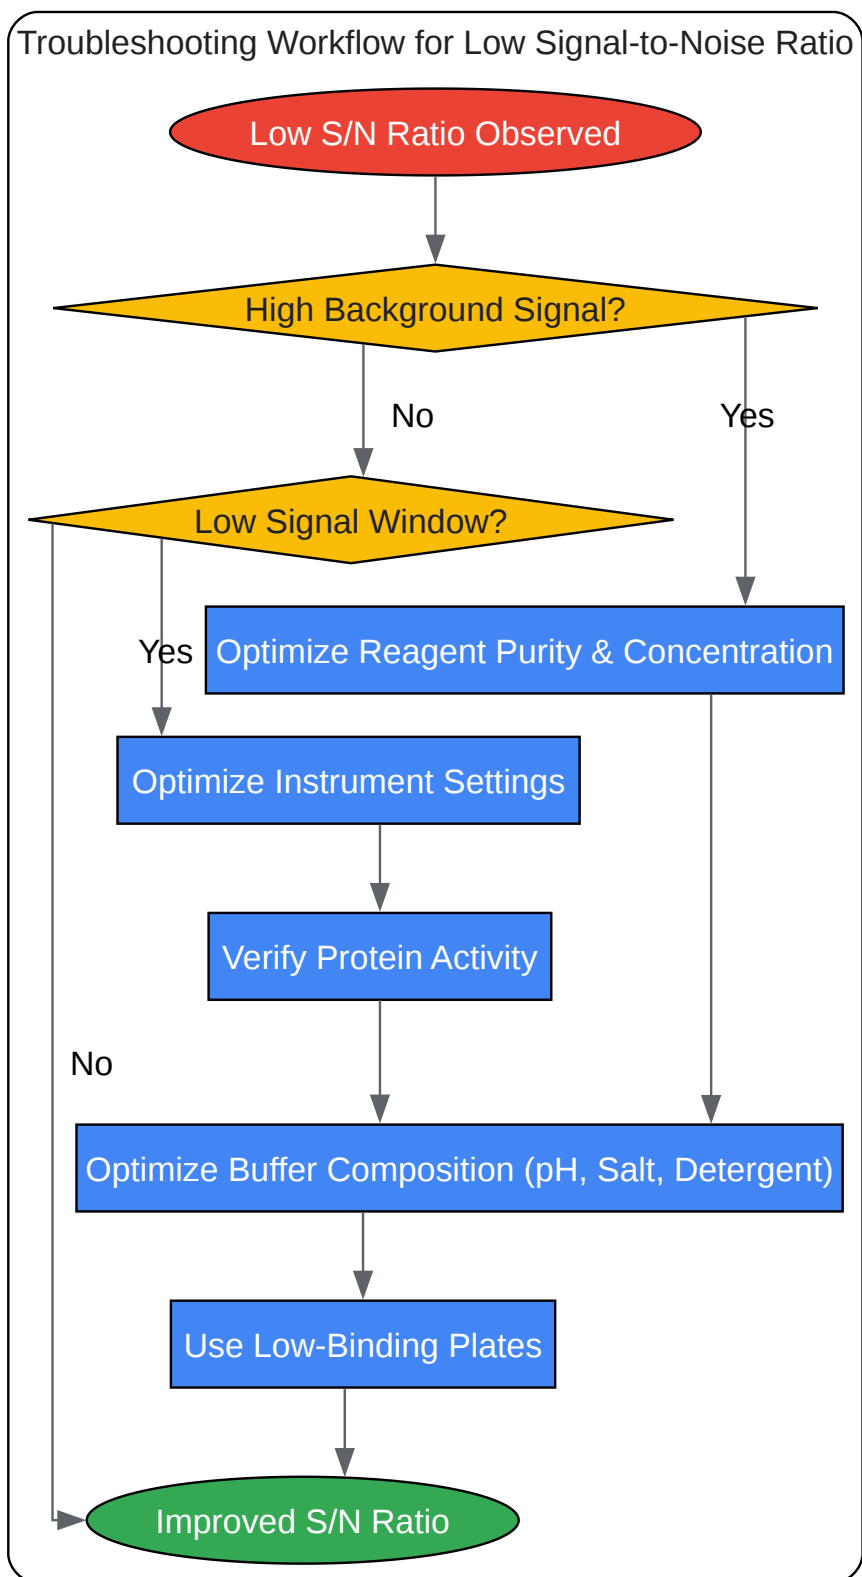 Troubleshooting Workflow for Low Signal-to-Noise Ratio
Low S/N Ratio Observed
High Background Signal?
No
Yes
Low Signal Window?
Yes
Optimize Reagent Purity & Concentration
Optimize Instrument Settings
Verify Protein Activity
No
Optimize Buffer Composition (pH, Salt, Detergent)
Use Low-Binding Plates
Improved S/N Ratio